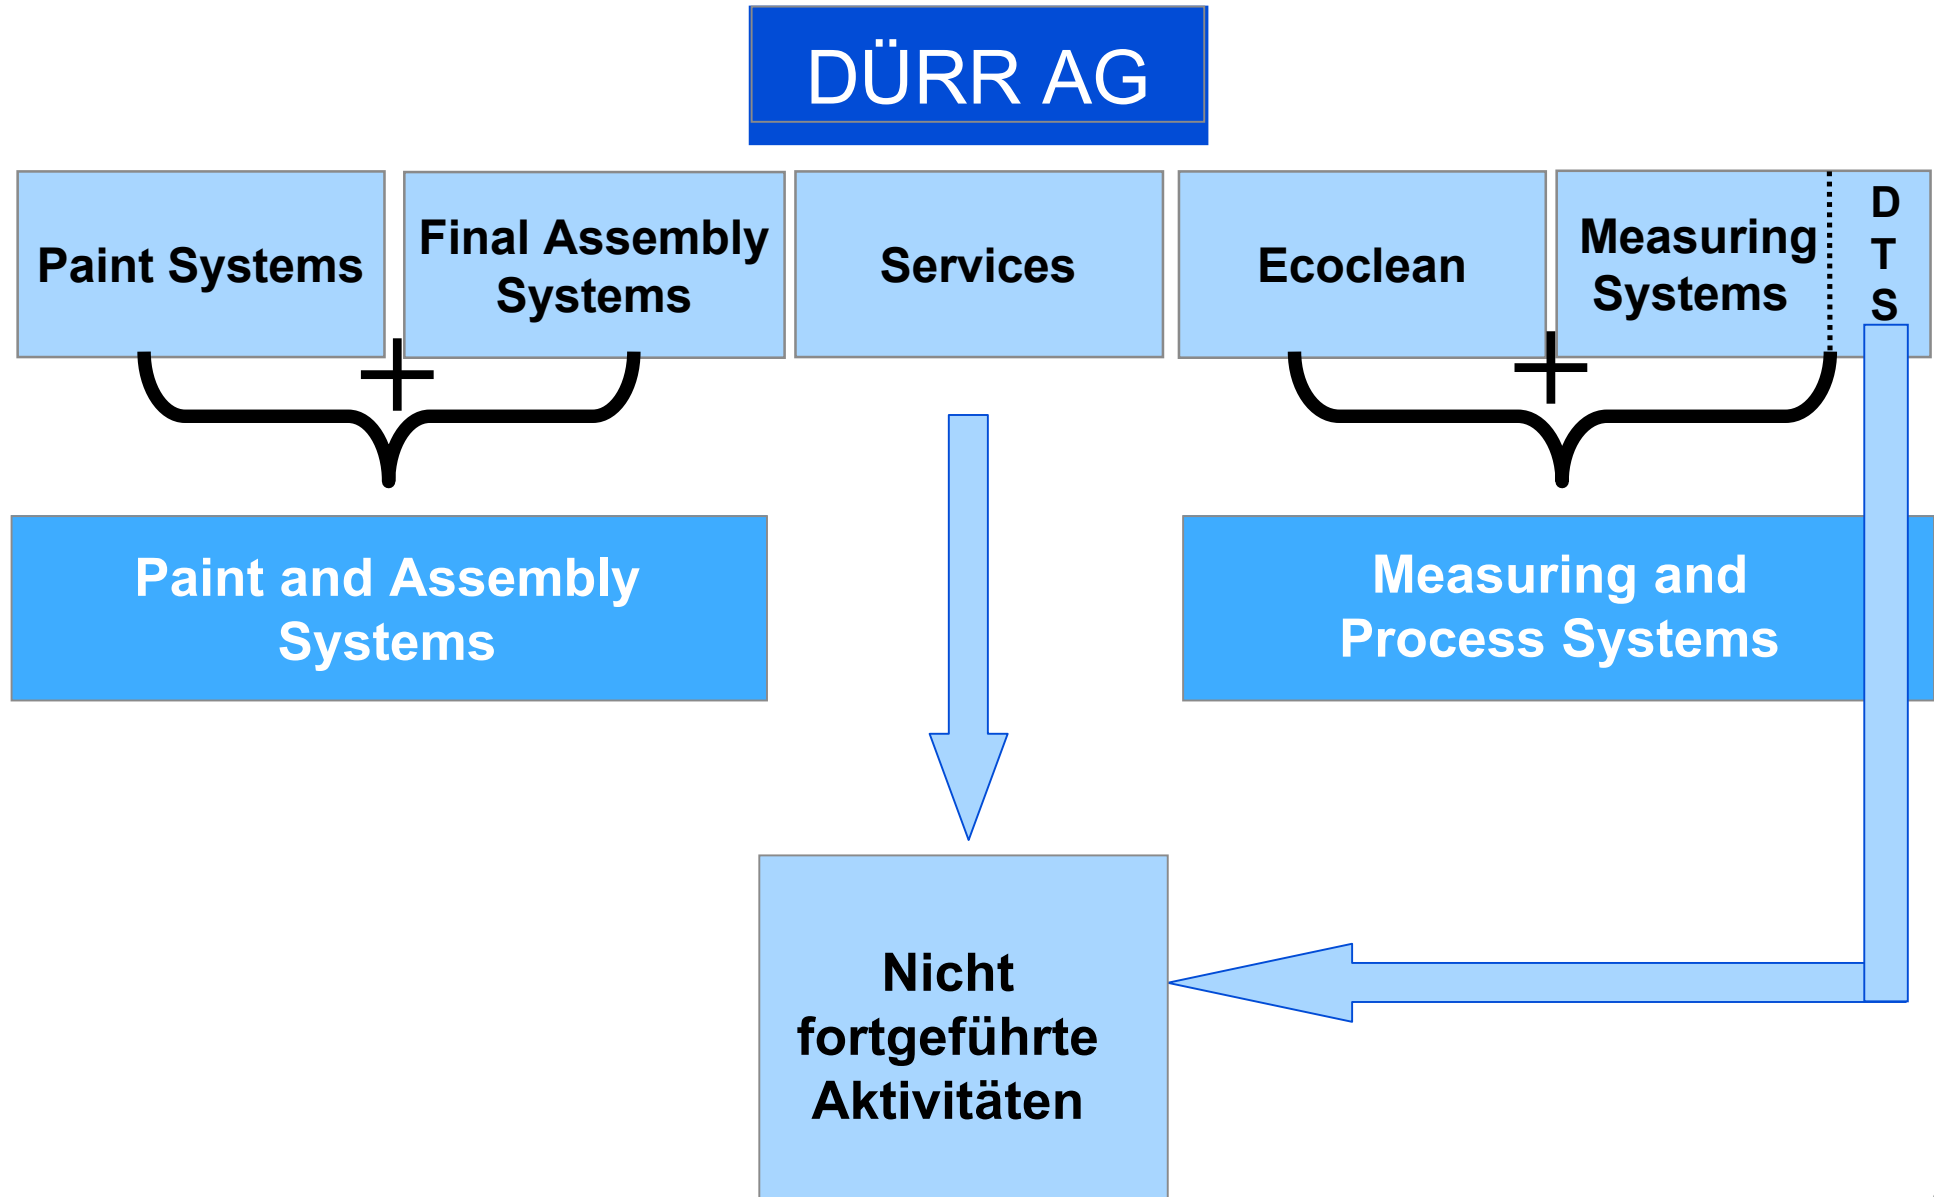 DÜRR AG
Paint Systems
Final Assembly
Systems
Services
Ecoclean
Measuring
Systems
D
T
S
+
+
Paint and Assembly
Systems
Measuring and
Process Systems
Nicht
fortgeführte
Aktivitäten